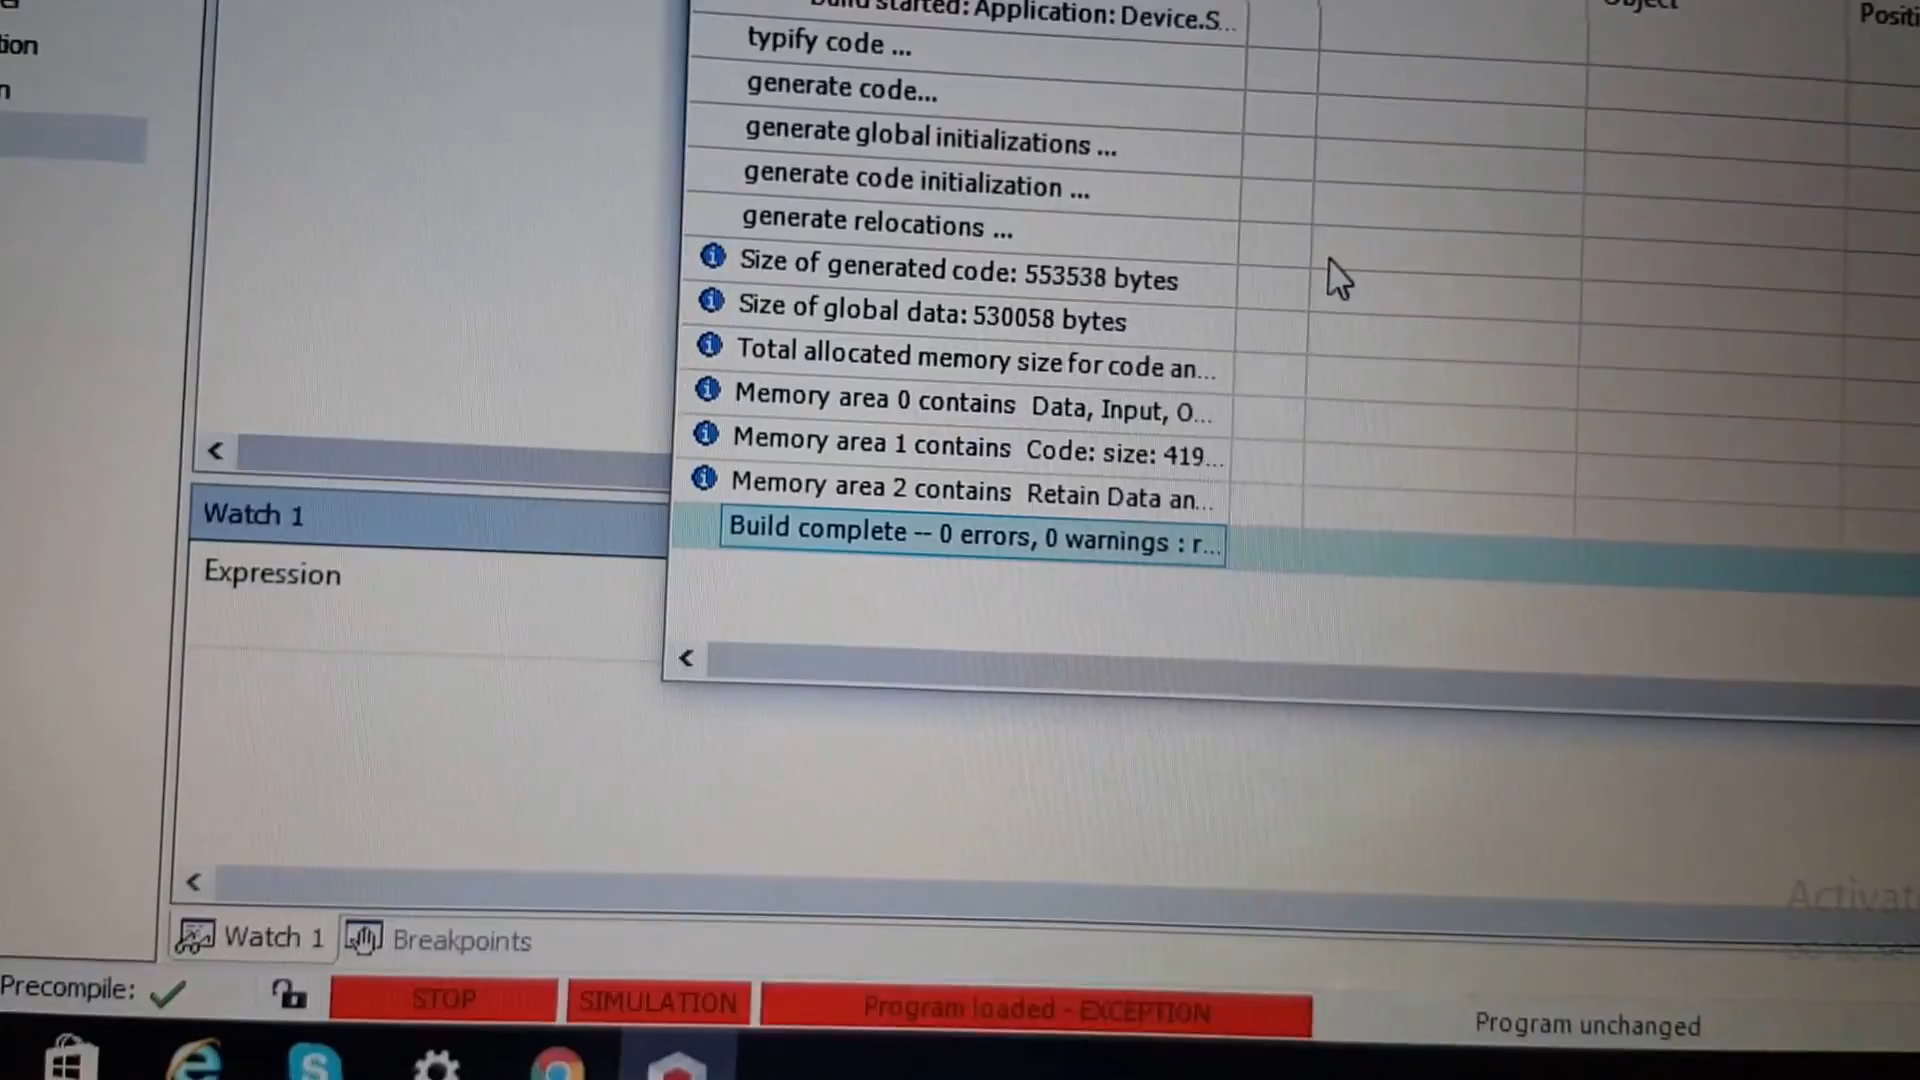 started: Application: Device.S...
Positi
typify code ...
tion
generate code...
n
generate global initializations ...
generate code initialization ...
generate relocations ...
Size of generated code: 553538 bytes
Size of global data: 530058 bytes
Total allocated memory size for code an...
Memory area 0 contains Data, Input, O...
Memory area 1 contains Code: size: 419...
Memory area 2 contains Retain Data an...
Build complete -- 0 errors, 0 warnings : r...
Watch 1
Expression
Activat
Watch 1
Breakpoints
Precompile:
STOP
SIMULATION
Program loaded - EXCEPTION
Program unchanged